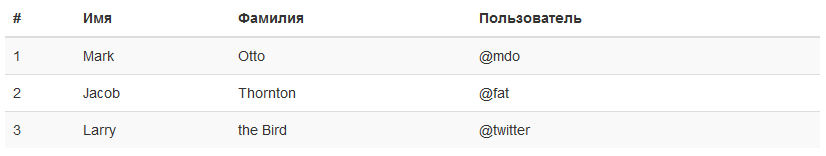 # Имя Фамилия Пользователь
1 Mark Otto @mdo
2 Jacob Thornton @fat
3 Larry the Bird @twitter